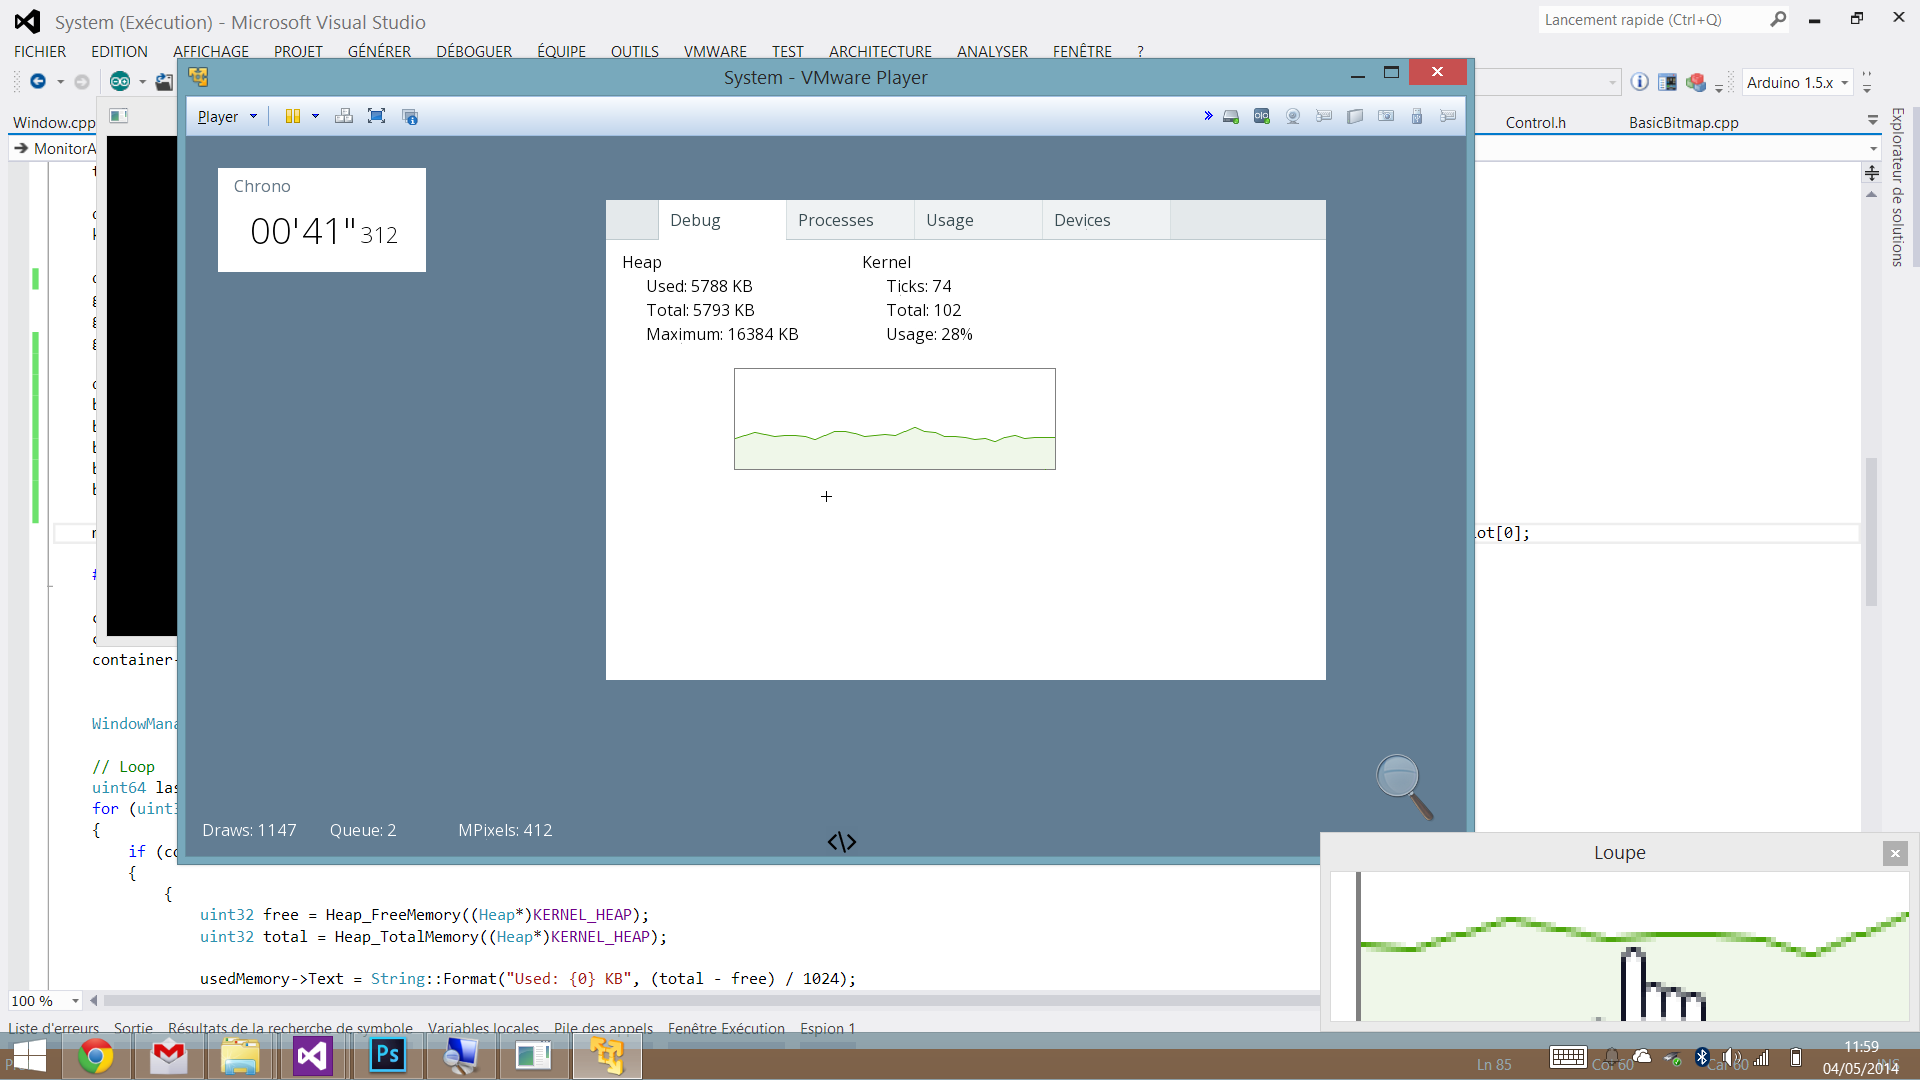 System (Exécution) - Microsoft Visual Studio
Lancement rapide (Ctrl+Q)
FICHIER EDITION AFFICHAGE PROJET GÉNÉRER DÉBOGUER ÉQUIPE OUTILS VMWARE TEST ARCHITECTURE ANALYSER FENÊTRE ?
Arduino 1.5.x
System - VMware Player
Player
Window.cpp
Control.h
BasicBitmap.cpp
Explorateur de solutions
MonitorA
Chrono
00'41"312
Debug
Processes
Usage
Devices
Heap
Used: 5788 KB
Total: 5793 KB
Maximum: 16384 KB
Kernel
Ticks: 74
Total: 102
Usage: 28%
ot[0];
container-
WindowMana
// Loop
uint64 las
for (uint3
{
if (co
{
{
Draws: 1147
Queue: 2
MPixels: 412
uint32 free = Heap_FreeMemory((Heap*)KERNEL_HEAP);
uint32 total = Heap_TotalMemory((Heap*)KERNEL_HEAP);
usedMemory->Text = String::Format("Used: {0} KB", (total - free) / 1024);
Loupe
100 %
Liste d'erreurs Sortie Résultats de la recherche de symbole Variables locales Pile des appels Fenêtre Exécution Espion 1
Ps
Ln 85
Col 60
Car 60
INS
11:59
04/05/2014